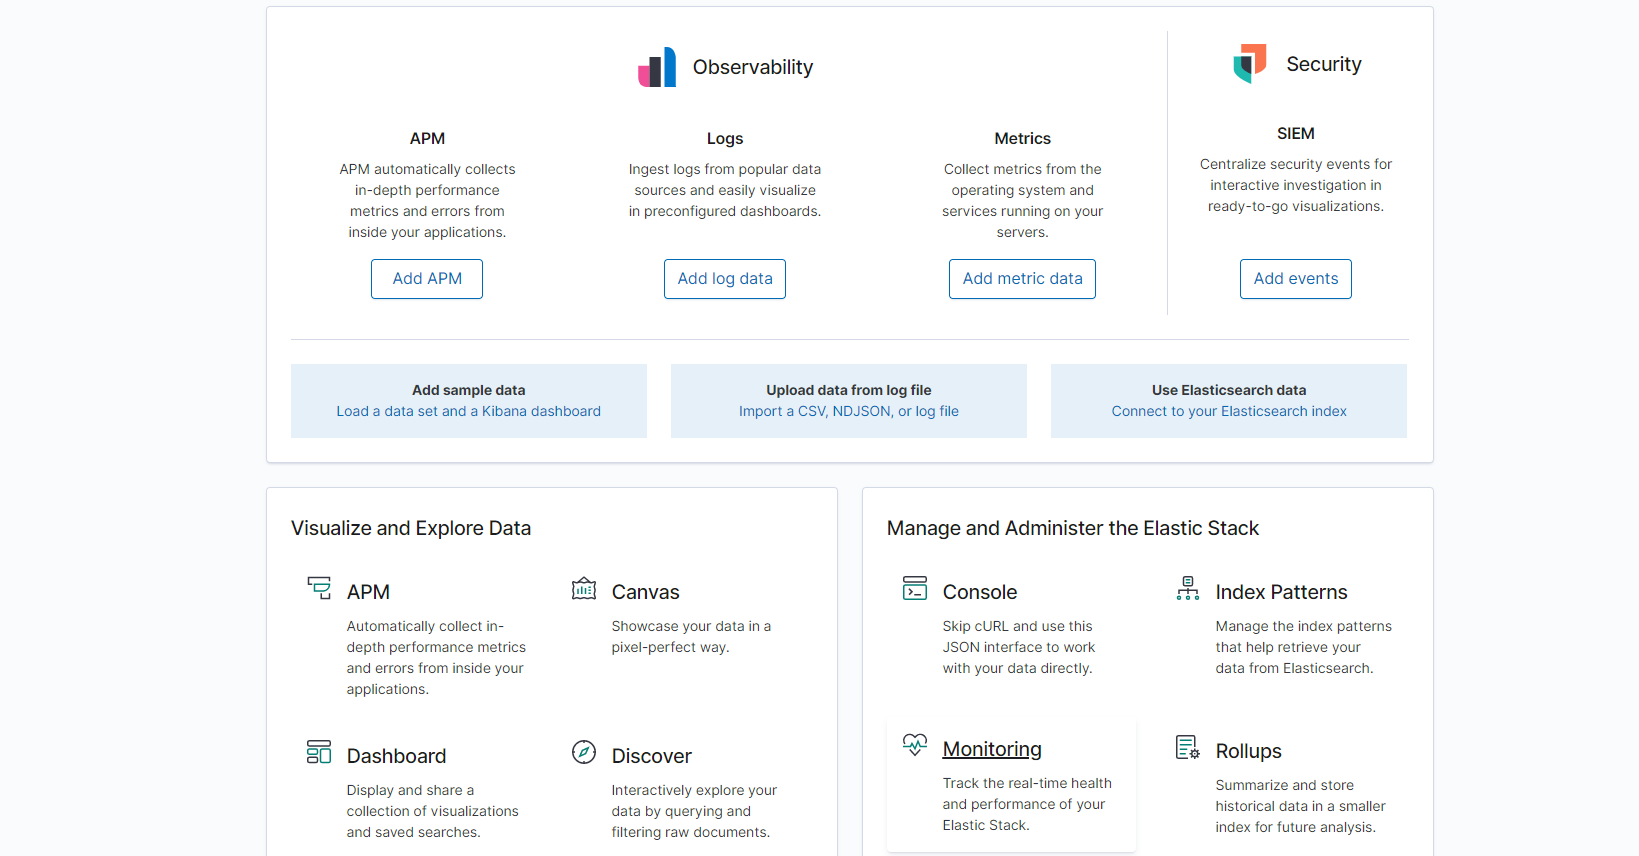 Observability
Security
APM
APM automatically collects
in-depth performance
metrics and errors from
inside your applications.
Add APM
Logs
Ingest logs from popular data
sources and easily visualize
in preconfigured dashboards.
Add log data
Metrics
Collect metrics from the
operating system and
services running on your
servers.
Add metric data
SIEM
Centralize security events for
interactive investigation in
ready-to-go visualizations.
Add events
Add sample data
Load a data set and a Kibana dashboard
Upload data from log file
Import a CSV, NDJSON, or log file
Use Elasticsearch data
Connect to your Elasticsearch index
Visualize and Explore Data
APM
Automatically collect in-
depth performance metrics
and errors from inside your
applications.
Canvas
Showcase your data in a
pixel-perfect way.
Dashboard
Display and share a
collection of visualizations
and saved searches.
Discover
Interactively explore your
data by querying and
filtering raw documents.
Manage and Administer the Elastic Stack
Console
Skip cURL and use this
JSON interface to work
with your data directly.
Index Patterns
Manage the index patterns
that help retrieve your
data from Elasticsearch.
Monitoring
Track the real-time health
and performance of your
Elastic Stack.
Rollups
Summarize and store
historical data in a smaller
index for future analysis.